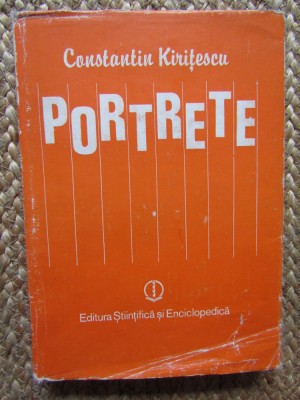 Constantin Kirițescu
PORTRETE
Editura Științifică și Enciclopedică